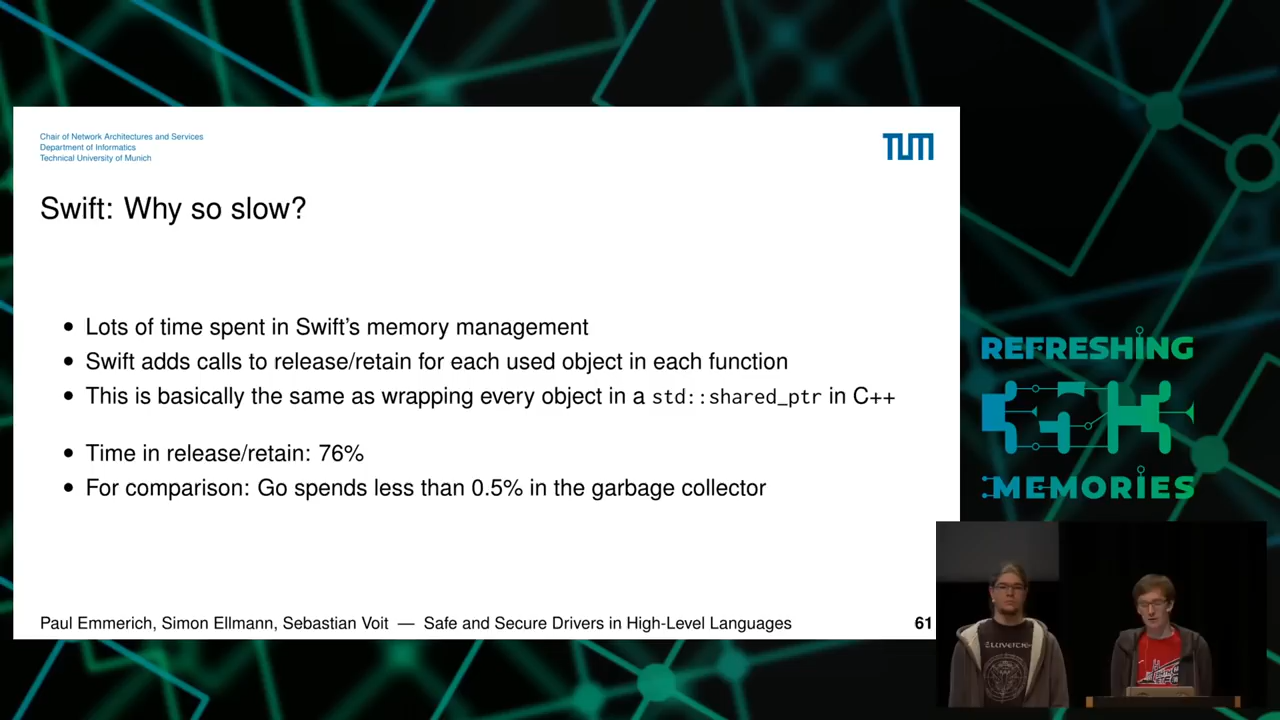 Chair of Network Architectures and Services
Department of Informatics
Technical University of Munich
TUM
Swift: Why so slow?
• Lots of time spent in Swift's memory management
• Swift adds calls to release/retain for each used object in each function
• This is basically the same as wrapping every object in a std::shared_ptr in C++
• Time in release/retain: 76%
• For comparison: Go spends less than 0.5% in the garbage collector
Paul Emmerich, Simon Ellmann, Sebastian Voit — Safe and Secure Drivers in High-Level Languages
61
REFRESHING
MEMORIES